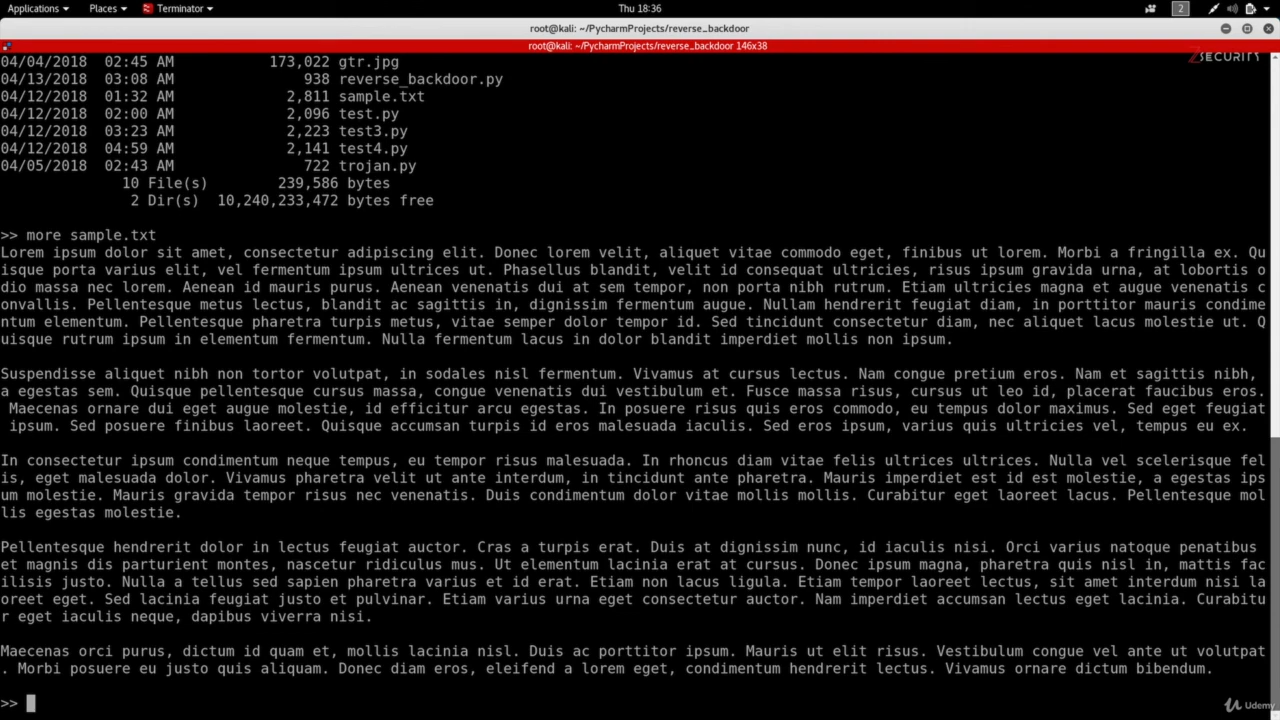 Applications Places Terminator Thu 18:36 2
root@kali: ~/PycharmProjects/reverse_backdoor
root@kali: ~/PycharmProjects/reverse_backdoor 146x38
ZSECURITY
04/04/2018  02:45 AM           173,022 gtr.jpg
04/13/2018  03:08 AM               938 reverse_backdoor.py
04/12/2018  01:32 AM             2,811 sample.txt
04/12/2018  02:00 AM             2,096 test.py
04/12/2018  03:23 AM             2,223 test3.py
04/12/2018  04:59 AM             2,141 test4.py
04/05/2018  02:43 AM               722 trojan.py
10 File(s)        239,586 bytes
2 Dir(s)  10,240,233,472 bytes free
>> more sample.txt
Lorem ipsum dolor sit amet, consectetur adipiscing elit. Donec lorem velit, aliquet vitae commodo eget, finibus ut lorem. Morbi a fringilla ex. Qu
isque porta varius elit, vel fermentum ipsum ultrices ut. Phasellus blandit, velit id consequat ultricies, risus ipsum gravida urna, at lobortis o
dio massa nec lorem. Aenean id mauris purus. Aenean venenatis dui at sem tempor, non porta nibh rutrum. Etiam ultricies magna et augue venenatis c
onvallis. Pellentesque metus lectus, blandit ac sagittis in, dignissim fermentum augue. Nullam hendrerit feugiat diam, in porttitor mauris condime
ntum elementum. Pellentesque pharetra turpis metus, vitae semper dolor tempor id. Sed tincidunt consectetur diam, nec aliquet lacus molestie ut. Q
uisque rutrum ipsum in elementum fermentum. Nulla fermentum lacus in dolor blandit imperdiet mollis non ipsum.
Suspendisse aliquet nibh non tortor volutpat, in sodales nisl fermentum. Vivamus at cursus lectus. Nam congue pretium eros. Nam et sagittis nibh,
a egestas sem. Quisque pellentesque cursus massa, congue venenatis dui vestibulum et. Fusce massa risus, cursus ut leo id, placerat faucibus eros.
Maecenas ornare dui eget augue molestie, id efficitur arcu egestas. In posuere risus quis eros commodo, eu tempus dolor maximus. Sed eget feugiat
ipsum. Sed posuere finibus laoreet. Quisque accumsan turpis id eros malesuada iaculis. Sed eros ipsum, varius quis ultricies vel, tempus eu ex.
In consectetur ipsum condimentum neque tempus, eu tempor risus malesuada. In rhoncus diam vitae felis ultrices ultrices. Nulla vel scelerisque fel
is, eget malesuada dolor. Vivamus pharetra velit ut ante interdum, in tincidunt ante pharetra. Mauris imperdiet est id est molestie, a egestas ips
um molestie. Mauris gravida tempor risus nec venenatis. Duis condimentum dolor vitae mollis mollis. Curabitur eget laoreet lacus. Pellentesque mol
lis egestas molestie.
Pellentesque hendrerit dolor in lectus feugiat auctor. Cras a turpis erat. Duis at dignissim nunc, id iaculis nisi. Orci varius natoque penatibus
et magnis dis parturient montes, nascetur ridiculus mus. Ut elementum lacinia erat at cursus. Donec ipsum magna, pharetra quis nisl in, mattis fac
ilisis justo. Nulla a tellus sed sapien pharetra varius et id erat. Etiam non lacus ligula. Etiam tempor laoreet lectus, sit amet interdum nisi la
oreet eget. Sed lacinia feugiat justo et pulvinar. Etiam varius urna eget consectetur auctor. Nam imperdiet accumsan lectus eget lacinia. Curabitu
r eget iaculis neque, dapibus viverra nisi.
Maecenas orci purus, dictum id quam et, mollis lacinia nisl. Duis ac porttitor ipsum. Mauris ut elit risus. Vestibulum congue vel ante ut volutpat
. Morbi posuere eu justo quis aliquam. Donec diam eros, eleifend a lorem eget, condimentum hendrerit lectus. Vivamus ornare dictum bibendum.
>>
Udemy